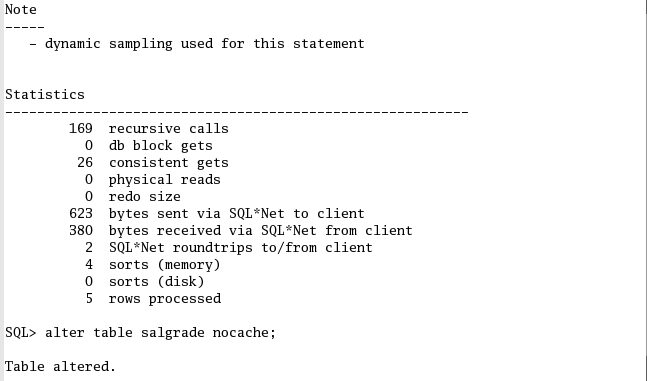 Note
-----
   - dynamic sampling used for this statement
Statistics
----------------------------------------------------------
        169  recursive calls
          0  db block gets
         26  consistent gets
          0  physical reads
          0  redo size
        623  bytes sent via SQL*Net to client
        380  bytes received via SQL*Net from client
          2  SQL*Net roundtrips to/from client
          4  sorts (memory)
          0  sorts (disk)
          5  rows processed
SQL> alter table salgrade nocache;
Table altered.